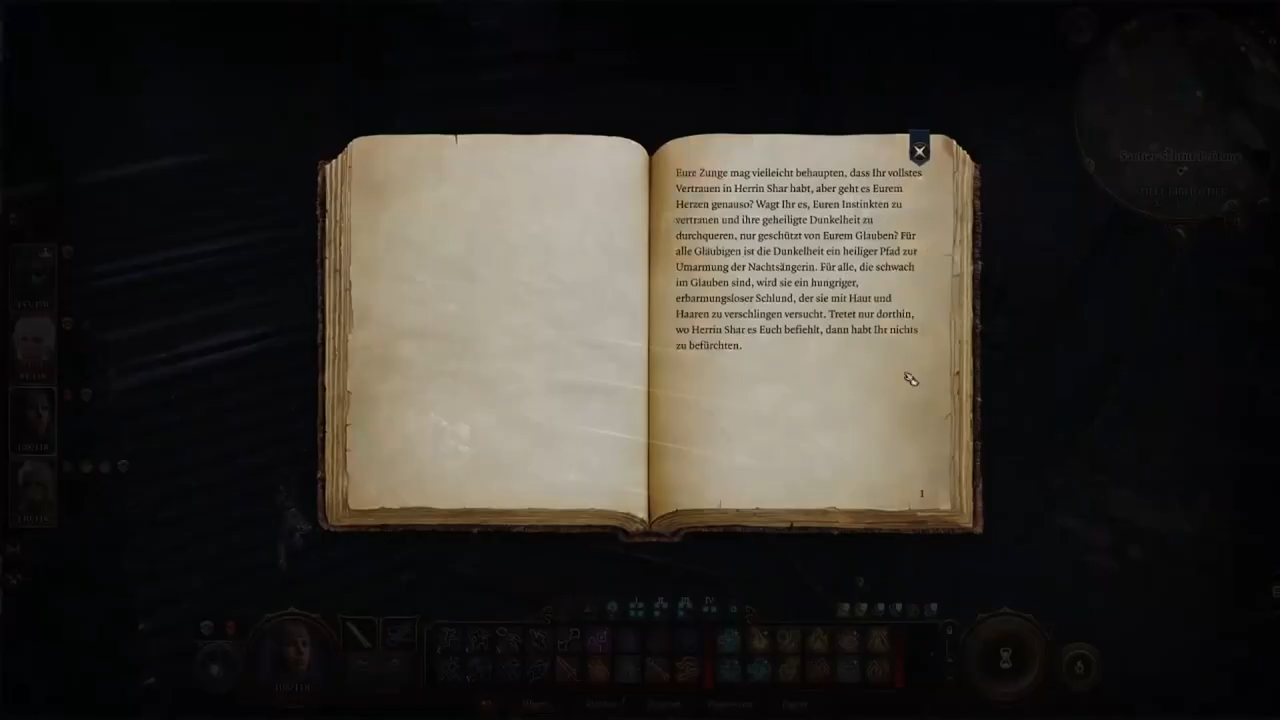 Eure Zunge mag vielleicht behaupten, dass Ihr vollstes
Vertrauen in Herrin Shar habt, aber geht es Eurem
Herzen genauso? Wagt Ihr es, Euren Instinkten zu
vertrauen und ihre geheiligte Dunkelheit zu
durchqueren, nur geschützt von Eurem Glauben? Für
alle Gläubigen ist die Dunkelheit ein heiliger Pfad zur
Umarmung der Nachtsängerin. Für alle, die schwach
im Glauben sind, wird sie ein hungriger,
erbarmungsloser Schlund, der sie mit Haut und
Haaren zu verschlingen versucht. Tretet nur dorthin,
wo Herrin Shar es Euch befiehlt, dann habt Ihr nichts
zu befürchten.
1